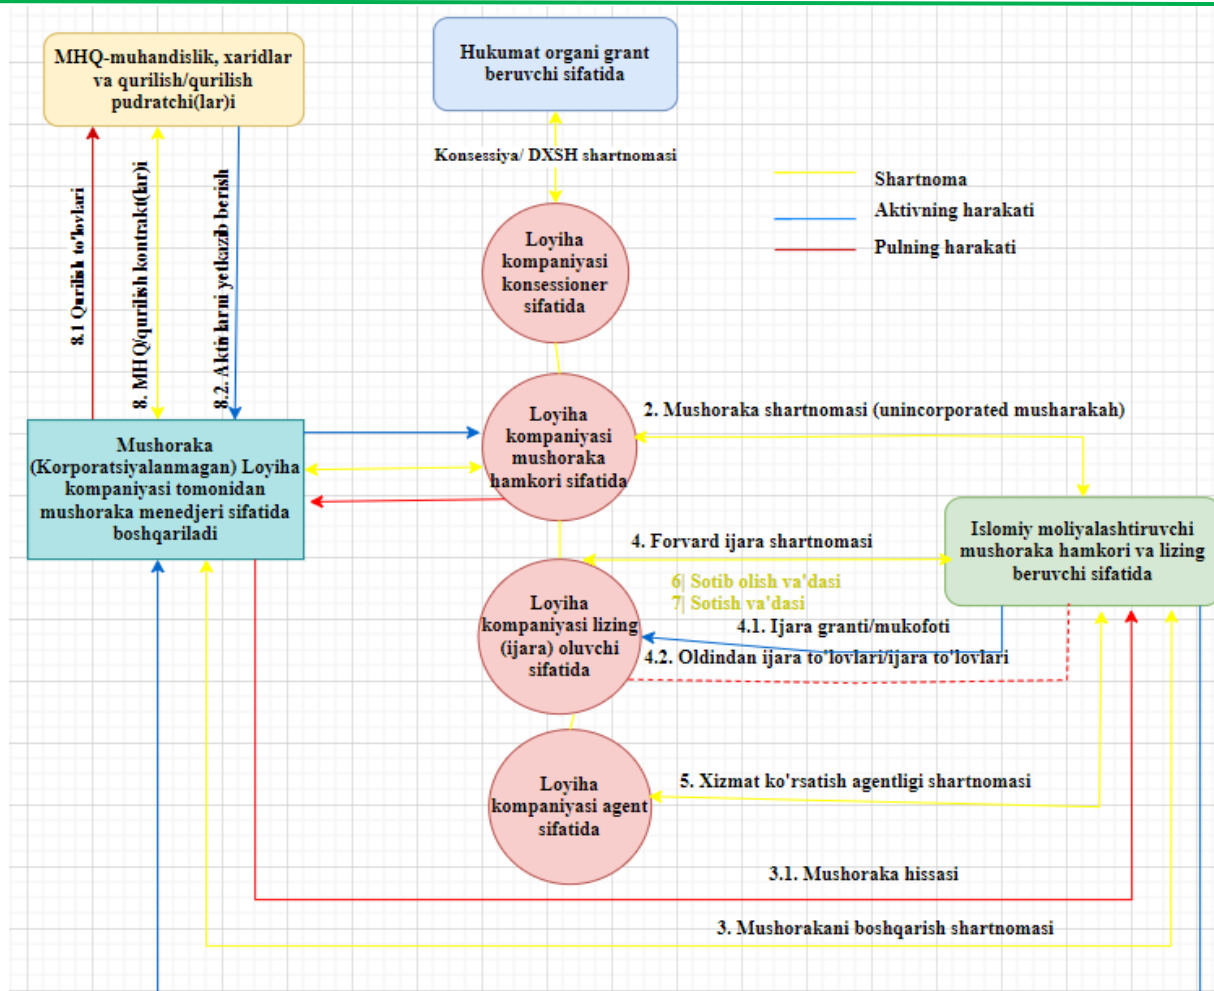 MHQ-muhandislik, xaridlar
va qurilish/qurilish
pudratchi(lar)i
Hukumat organi grant
beruvchi sifatida
Konsessiya/ DXSH shartnomasi
Shartnoma
Aktivning harakati
Pulning harakati
8.1 Qurilish to'lovlari
8. MHQ/qurilish kontrakt(lar)i
8.2. Aktivlarni yetkazib berish
Loyiha
kompaniyasi
konsessioner
sifatida
Loyiha
kompaniyasi
mushoraka
hamkori sifatida
2. Mushoraka shartnomasi (unincorporated musharakah)
Mushoraka
(Korporatsiyalanmagan) Loyiha
kompaniyasi tomonidan
mushoraka menedjeri sifatida
boshqariladi
Islomiy moliyalashtiruvchi
mushoraka hamkori va lizing
beruvchi sifatida
4. Forvard ijara shartnomasi
6| Sotib olish va'dasi
7| Sotish va'dasi
4.1. Ijara granti/mukofoti
4.2. Oldindan ijara to'lovlari/ijara to'lovlari
Loyiha
kompaniyasi lizing
(ijara) oluvchi
sifatida
5. Xizmat ko'rsatish agentligi shartnomasi
Loyiha
kompaniyasi agent
sifatida
3.1. Mushoraka hissasi
3. Mushorakani boshqarish shartnomasi